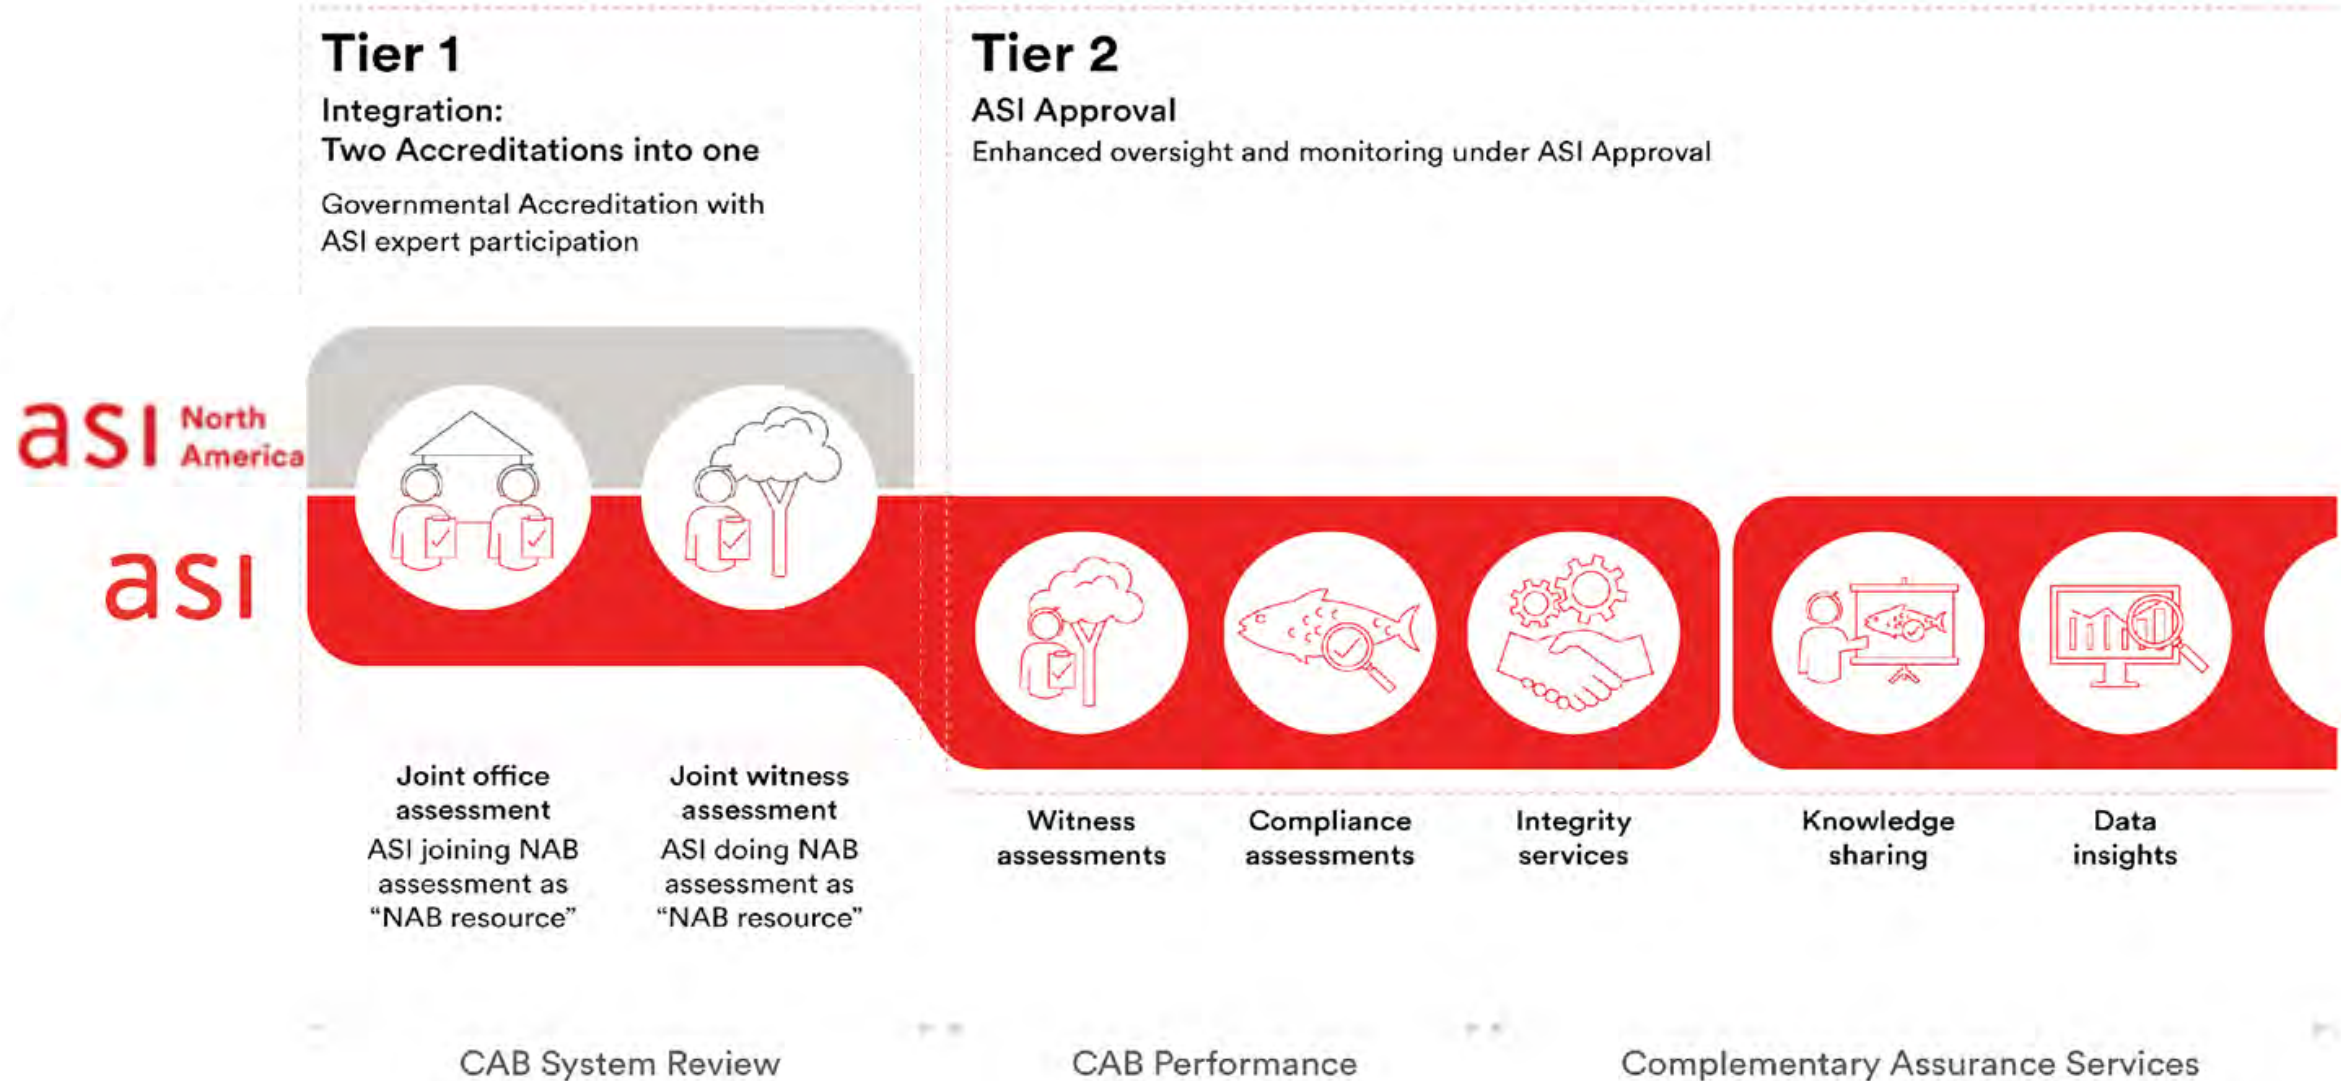 Tier 1
Integration:
Two Accreditations into one
Governmental Accreditation with
ASI expert participation
Tier 2
ASI Approval
Enhanced oversight and monitoring under ASI Approval
asi North
America
asi
Joint office
assessment
ASI joining NAB
assessment as
“NAB resource”
Joint witness
assessment
ASI doing NAB
assessment as
“NAB resource”
Witness
assessments
Compliance
assessments
Integrity
services
Knowledge
sharing
Data
insights
CAB System Review
CAB Performance
Complementary Assurance Services